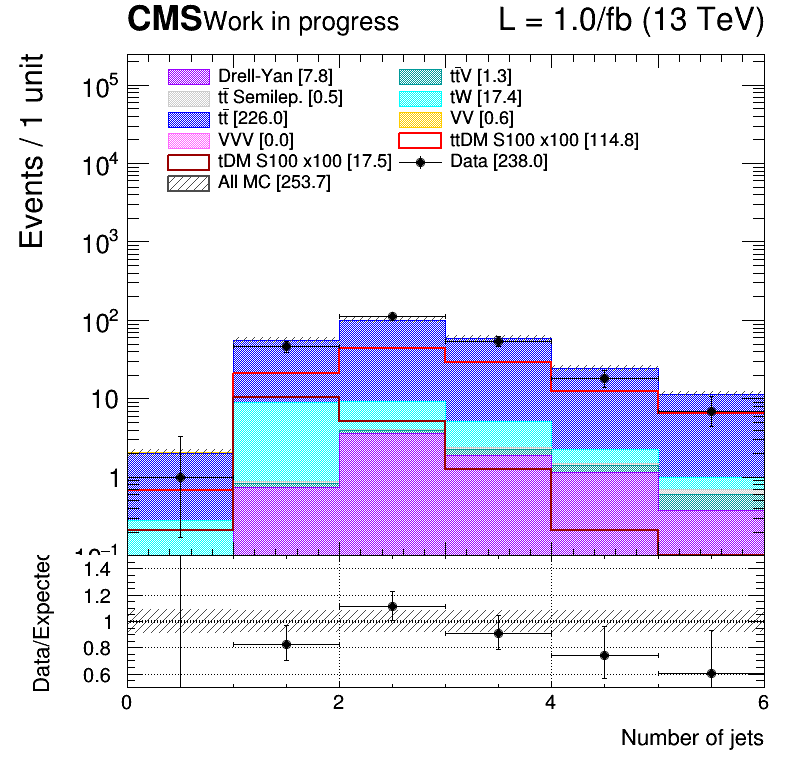 CMS Work in progress L = 1.0/fb (13 TeV)
Events / 1 unit
Drell-Yan [7.8] tt̄V [1.3]
tt̄ Semilep. [0.5] tW [17.4]
tt̄ [226.0] VV [0.6]
VVV [0.0] ttDM S100 x100 [114.8]
tDM S100 x100 [17.5] Data [238.0]
All MC [253.7]
10⁵
10⁴
10³
10²
10
1
10⁻¹
Data/Expected
1.4
1.2
1
0.8
0.6
0 2 4 6
Number of jets